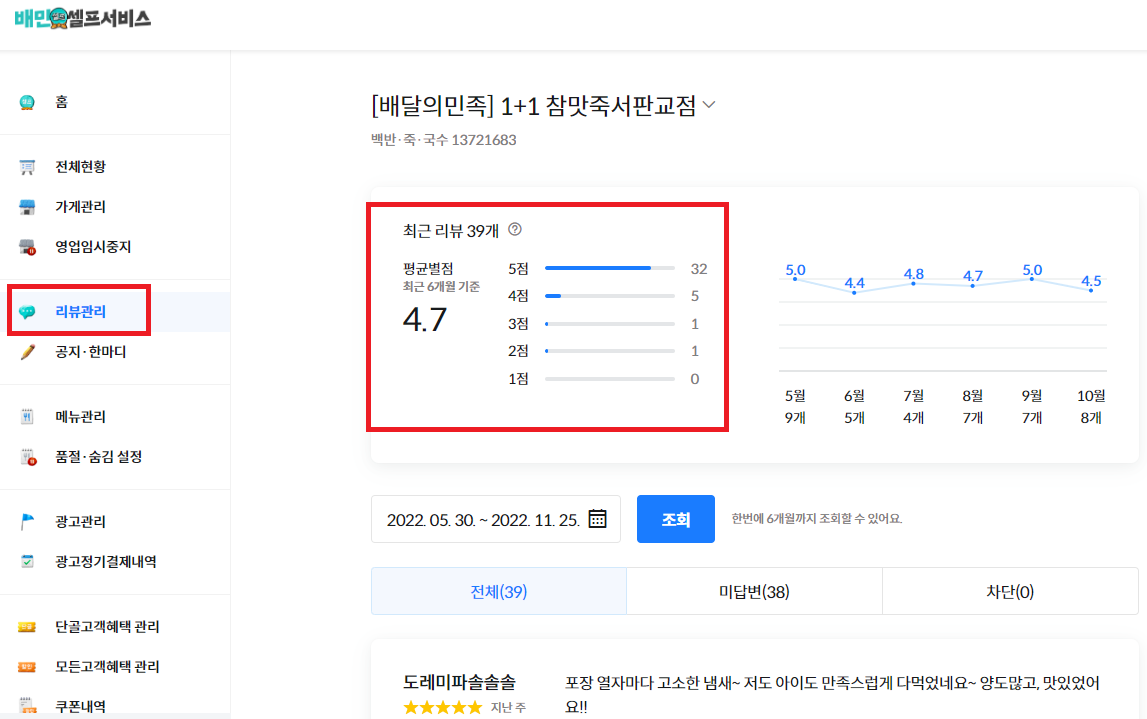 배민셀프서비스
홈
전체현황
가게관리
영업임시중지
리뷰관리
공지·한마디
메뉴관리
품절·숨김 설정
광고관리
광고정기결제내역
단골고객혜택 관리
모든고객혜택 관리
쿠폰내역
[배달의민족] 1+1 참맛죽서판교점
백반·죽·국수 13721683
최근 리뷰 39개 ?
평균별점
최근 6개월 기준
4.7
5점 32
4점 5
3점 1
2점 1
1점 0
5.0 4.4 4.8 4.7 5.0 4.5
5월 6월 7월 8월 9월 10월
9개 5개 4개 7개 7개 8개
2022. 05. 30. ~ 2022. 11. 25. 조회 한번에 6개월까지 조회할 수 있어요.
전체(39) 미답변(38) 차단(0)
도레미파솔솔솔
지난 주
포장 열자마다 고소한 냄새~ 저도 아이도 만족스럽게 다먹었네요~ 양도많고, 맛있었어
요!!